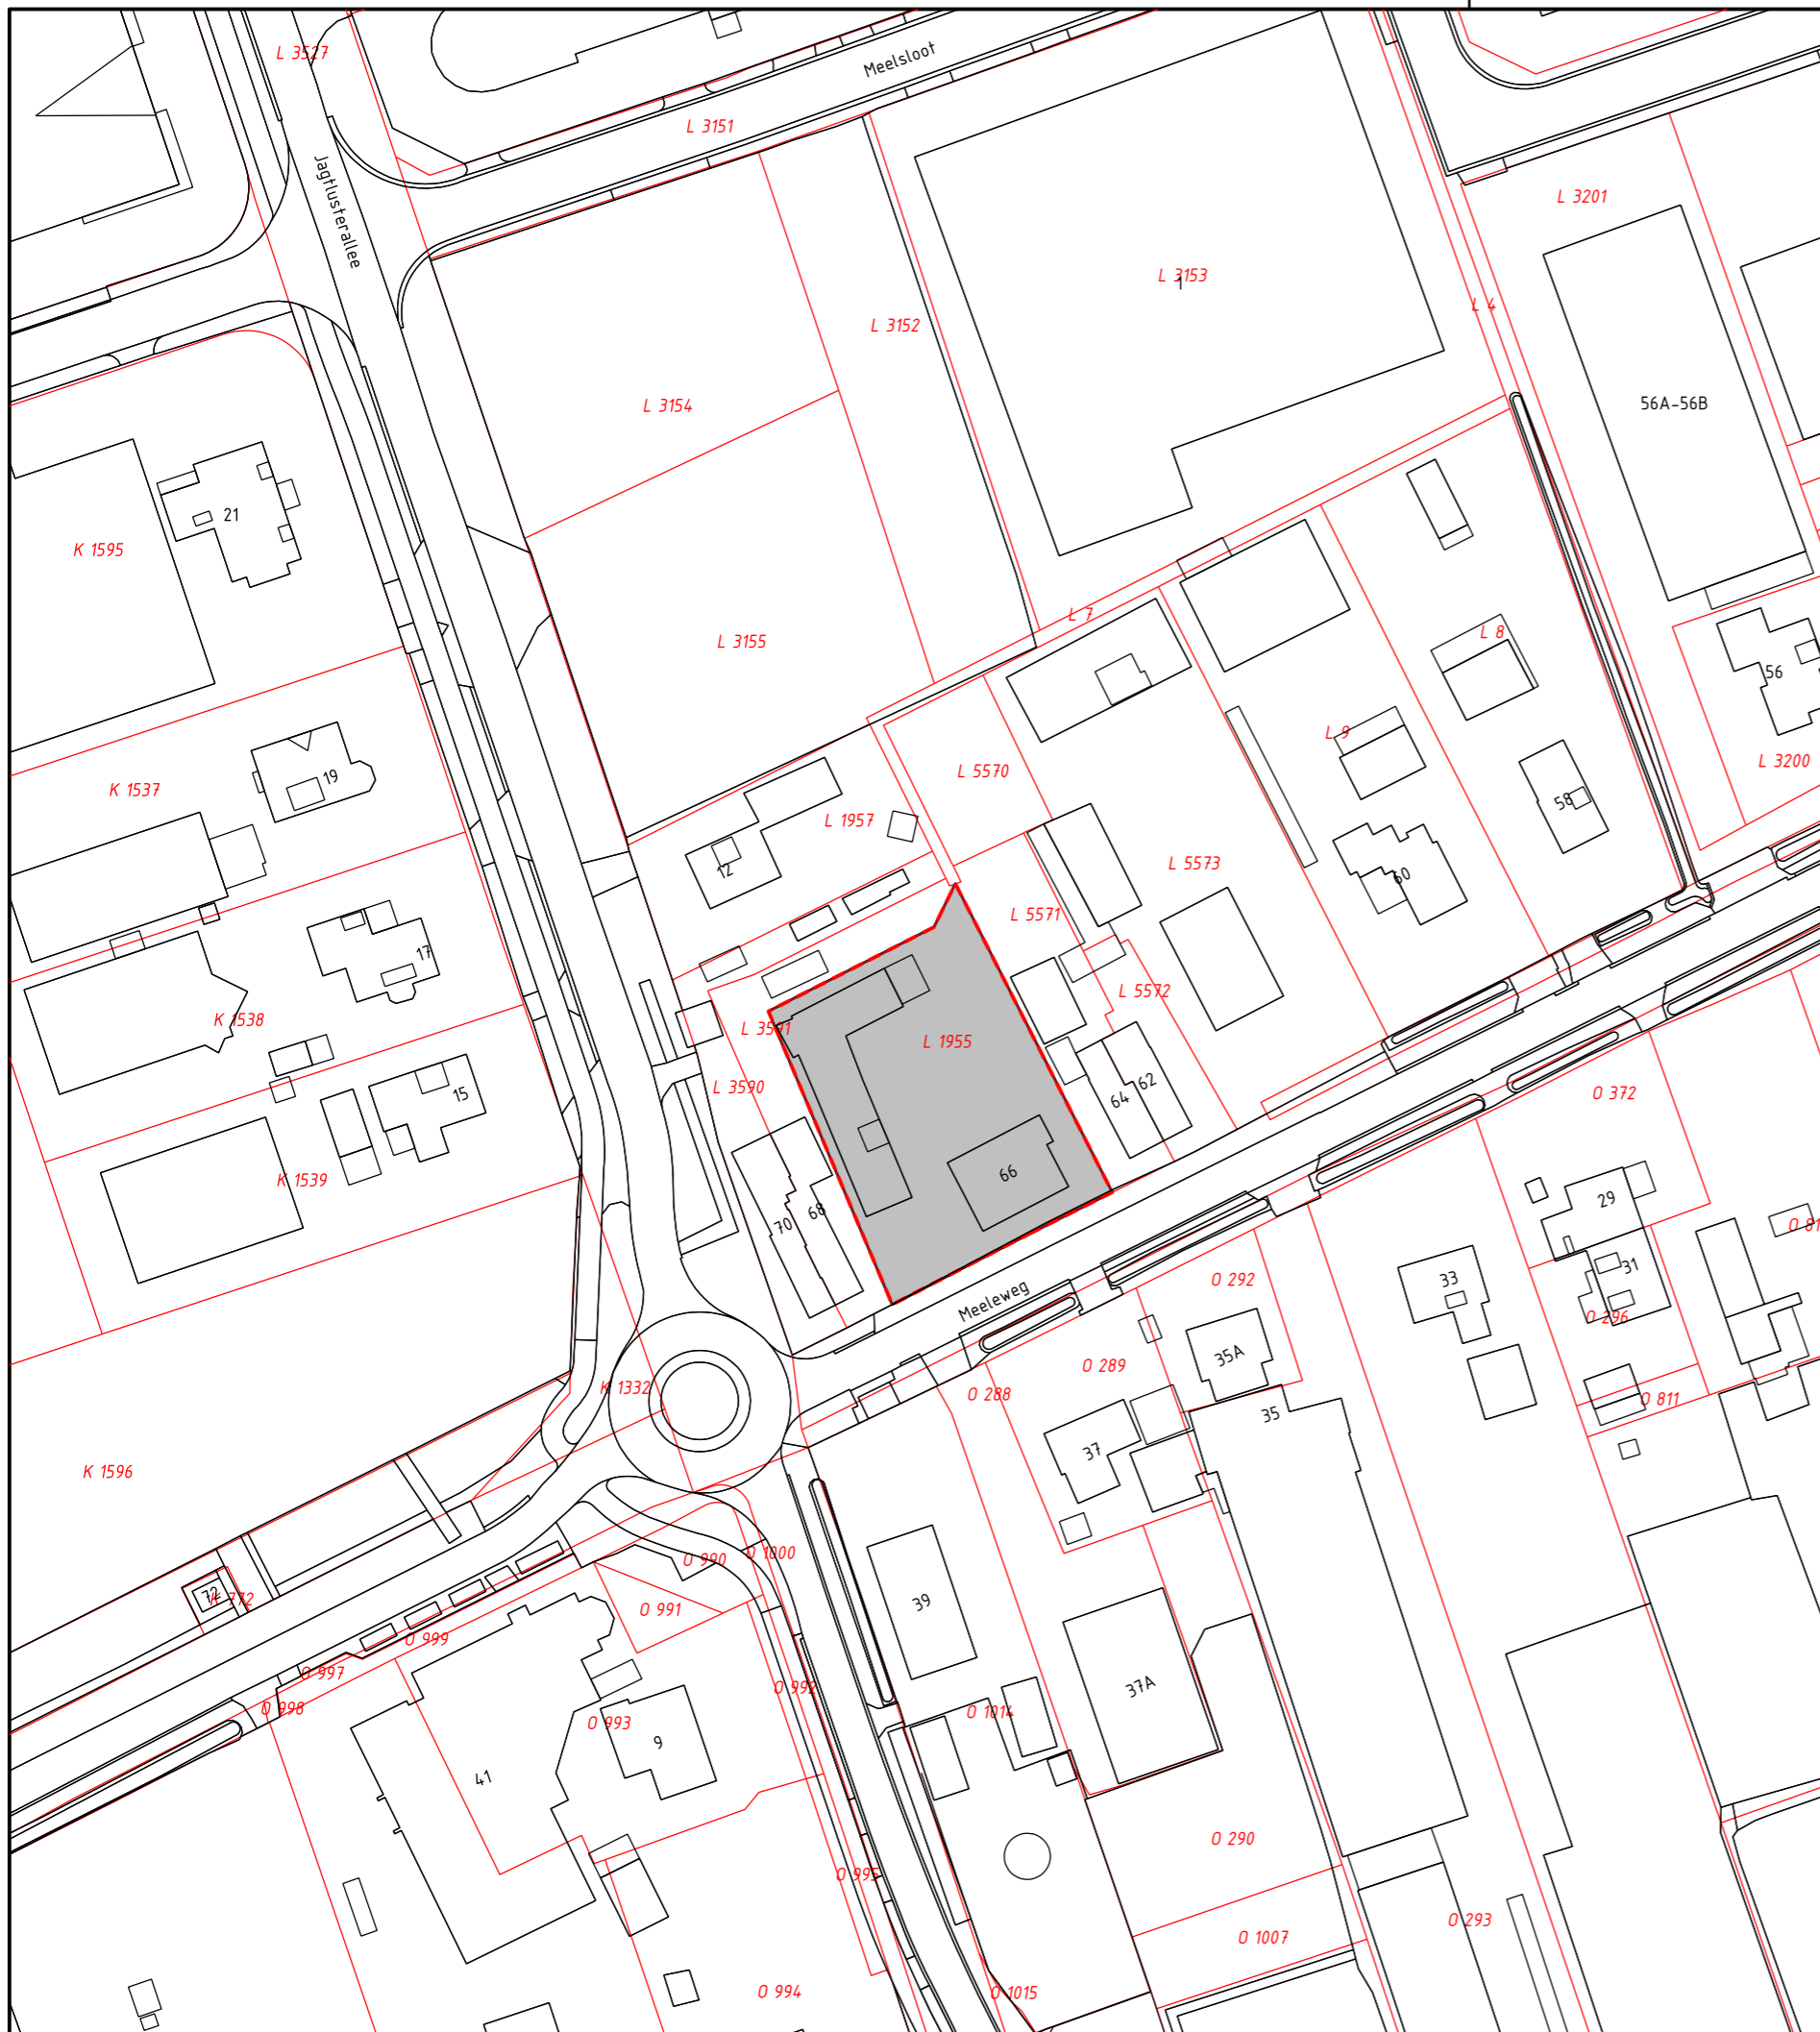 L 3527
Meelsloot
L 3151
Jagtlusterallee
L 3201
L 3153
1
L 4
L 3152
L 3154
56A-56B
21
K 1595
L 7
L 8
L 3155
56
L 9
L 3200
L 5570
19
K 1537
58
L 1957
L 5573
12
60
L 5571
17
L 5572
K 1538
L 3591
L 1955
L 3590
62
64
15
O 372
66
K 1539
29
68
70
O 81
31
33
O 292
Meeleweg
O 296
35A
O 289
K 1332
O 288
O 811
35
37
K 1596
O 1000
O 990
72
K 772
39
O 991
O 999
O 997
37A
O 992
O 998
O 1014
O 993
9
41
O 290
O 995
O 293
O 1007
O 994
O 1015